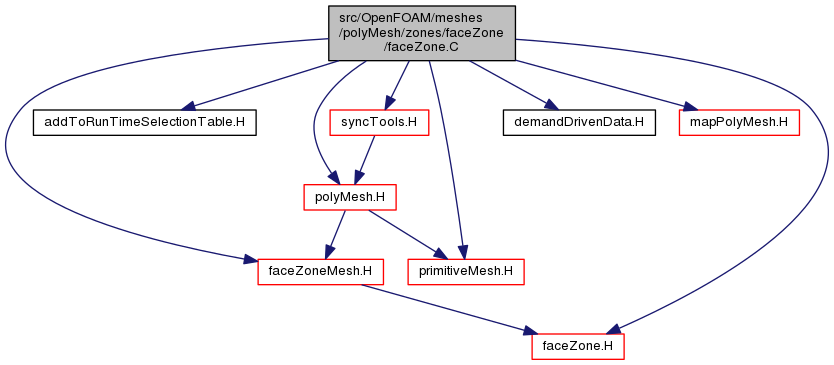 src/OpenFOAM/meshes
/polyMesh/zones/faceZone
/faceZone.C
addToRunTimeSelectionTable.H
syncTools.H
demandDrivenData.H
mapPolyMesh.H
polyMesh.H
faceZoneMesh.H
primitiveMesh.H
faceZone.H